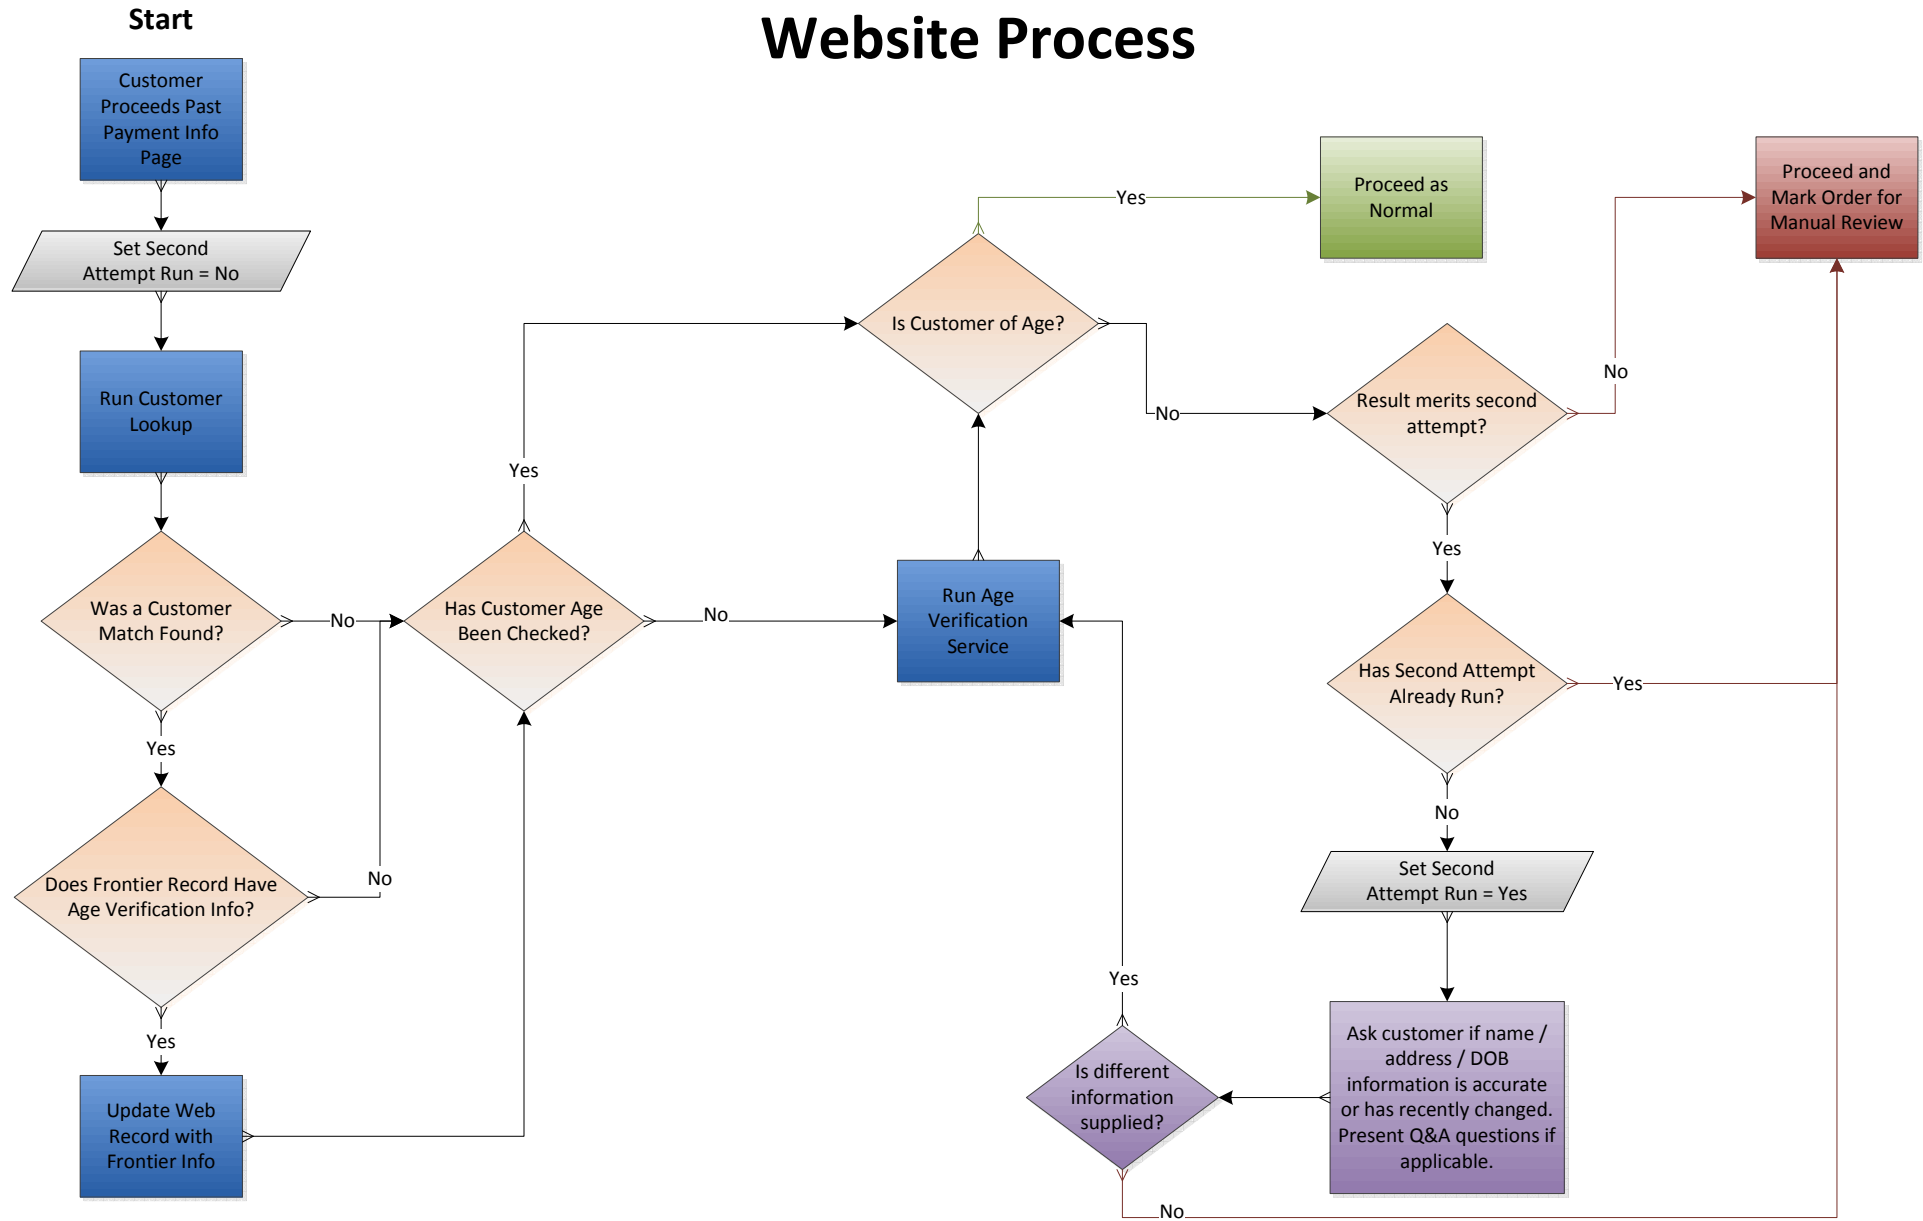 Start
Website Process
Customer
Proceeds Past
Payment Info
Page
Set Second
Attempt Run = No
Run Customer
Lookup
Was a Customer
Match Found?
No
Yes
Does Frontier Record Have
Age Verification Info?
No
Yes
Update Web
Record with
Frontier Info
Has Customer Age
Been Checked?
Yes
No
Run Age
Verification
Service
Is Customer of Age?
Yes
Proceed as
Normal
No
Result merits second
attempt?
No
Proceed and
Mark Order for
Manual Review
Yes
Has Second Attempt
Already Run?
Yes
No
Set Second
Attempt Run = Yes
Ask customer if name /
address / DOB
information is accurate
or has recently changed.
Present Q&A questions if
applicable.
Is different
information
supplied?
Yes
No